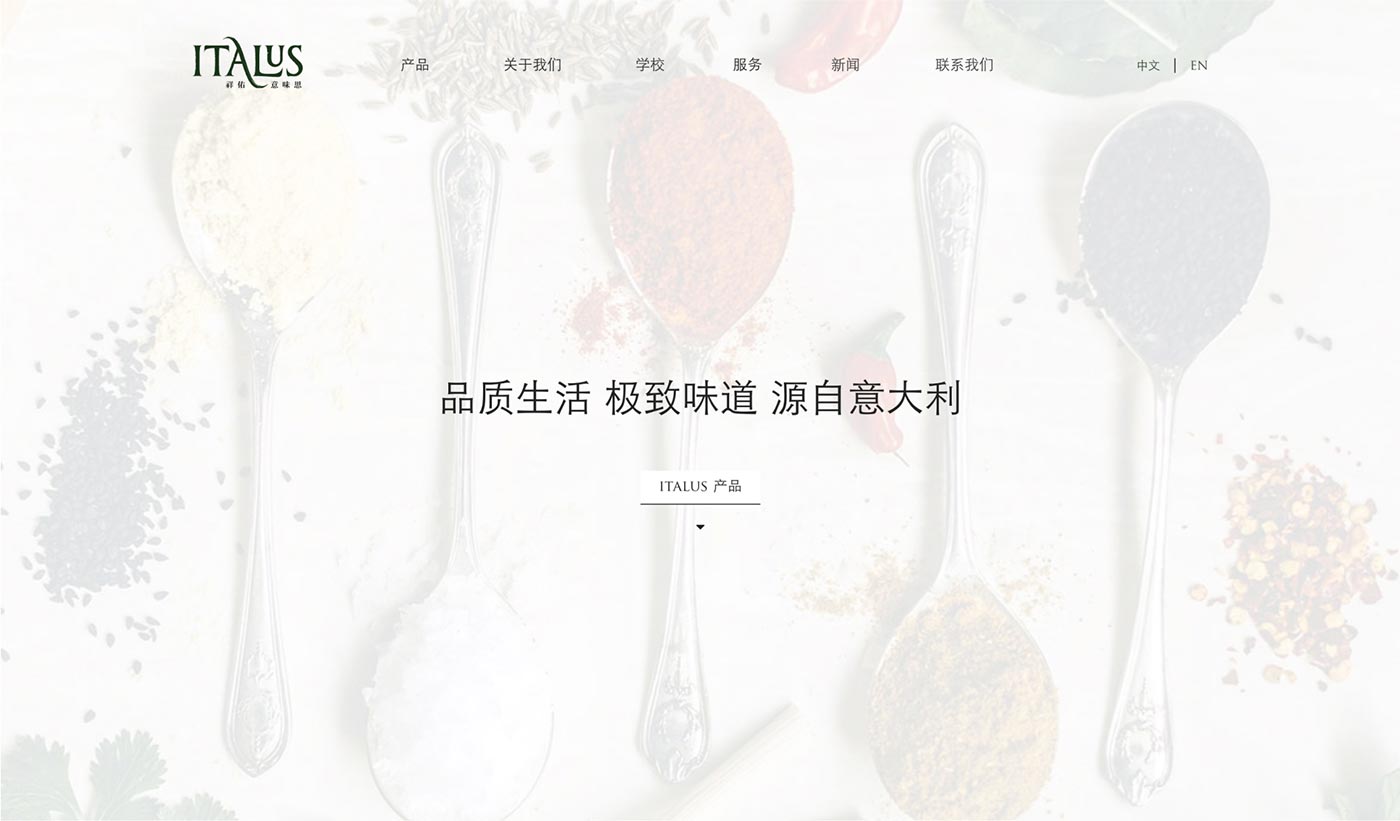 ITALUS
祥佑 意味思
产品 关于我们 学校 服务 新闻 联系我们 中文 | EN
品质生活 极致味道 源自意大利
ITALUS 产品